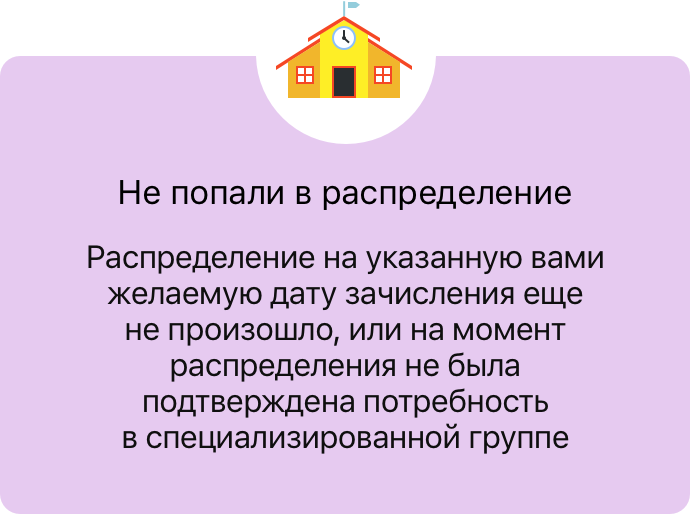 Не попали в распределение
Распределение на указанную вами
желаемую дату зачисления еще
не произошло, или на момент
распределения не была
подтверждена потребность
в специализированной группе